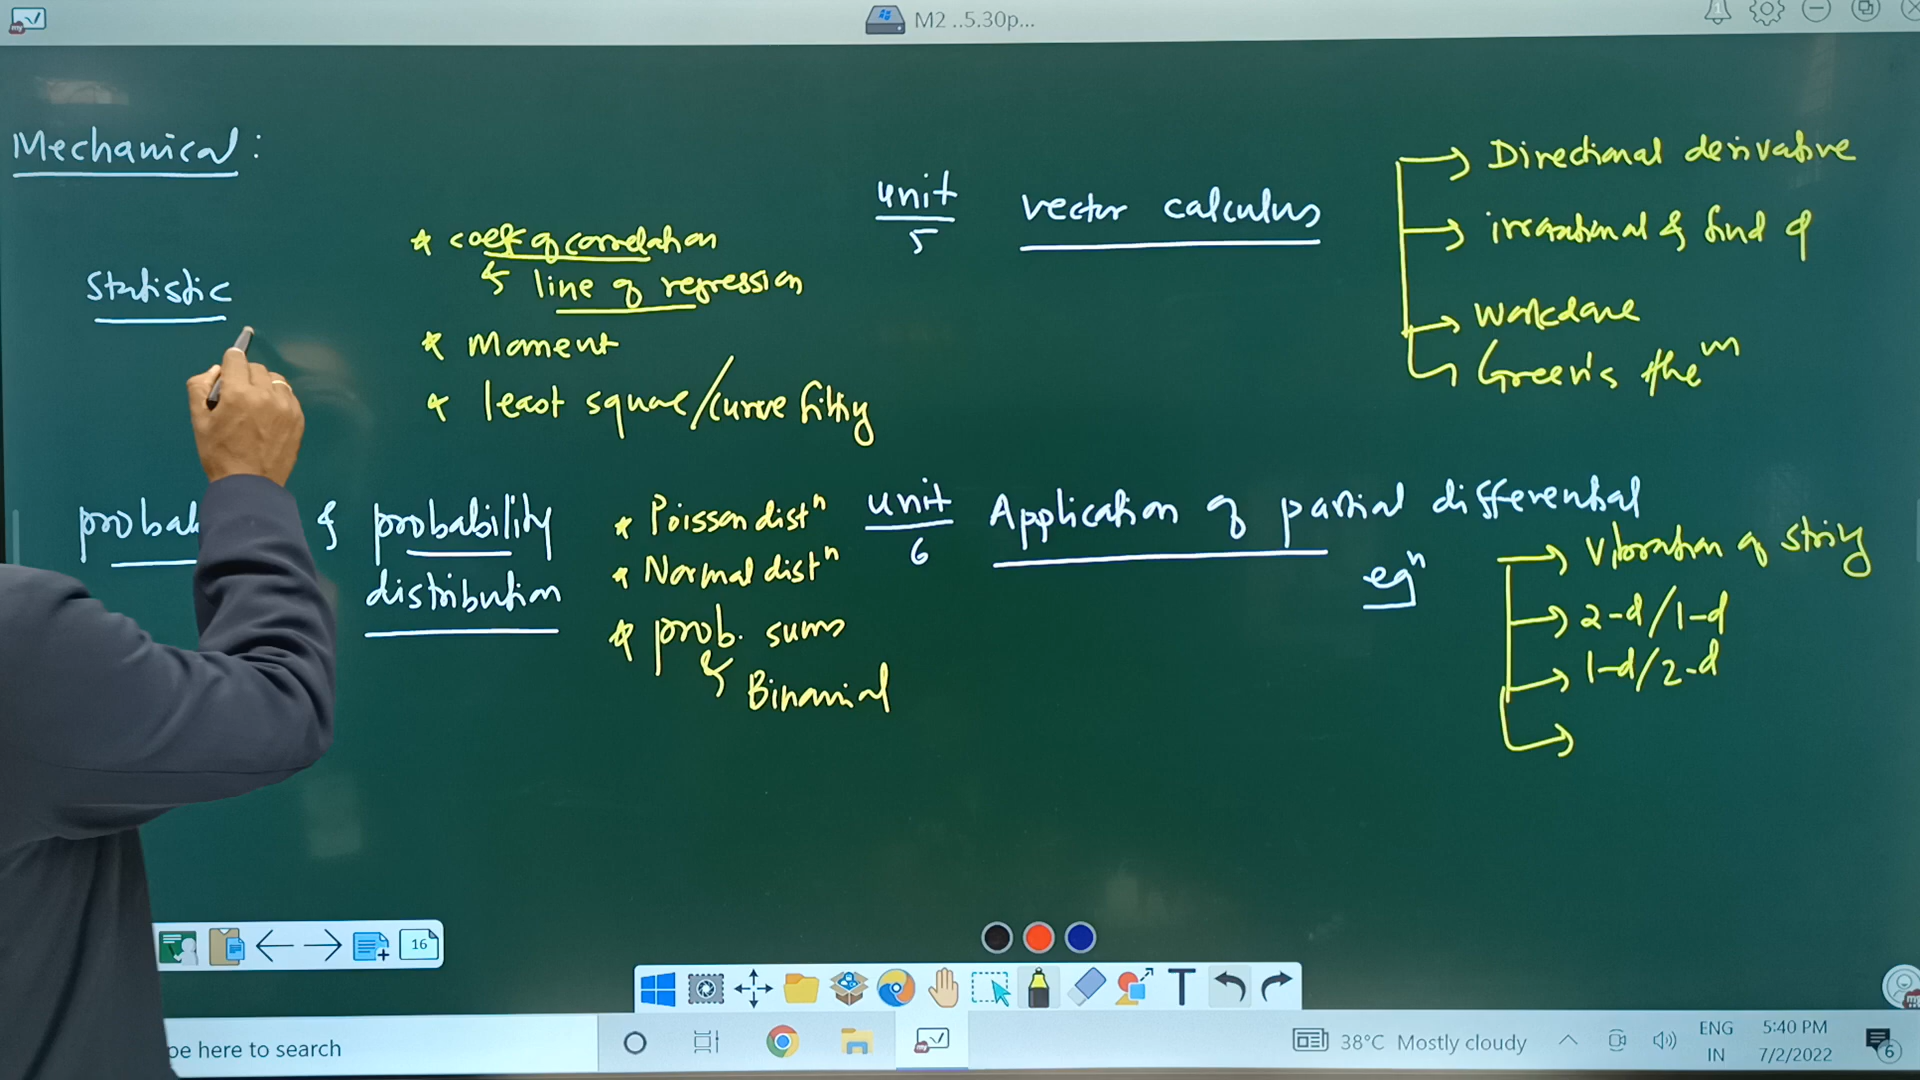 M2 ..5.30p...
Mechanical:
Statistic
* coeff of correlation
& line of regression
* Moment
* least square/curve fitting
& probability
distribution
* Poisson distⁿ
* Normal distⁿ
* prob. sums
& Binomial
unit
5
vector calculus
→ Directional derivative
→ irrotational & find φ
→ Workdone
→ Green's theᵐ
unit
6
Application of partial differential
eqⁿ
→ Vibration of string
→ 2-d/1-d
→ 1-d/2-d
→
16
pe here to search
38°C Mostly cloudy
ENG
IN
5:40 PM
7/2/2022
6